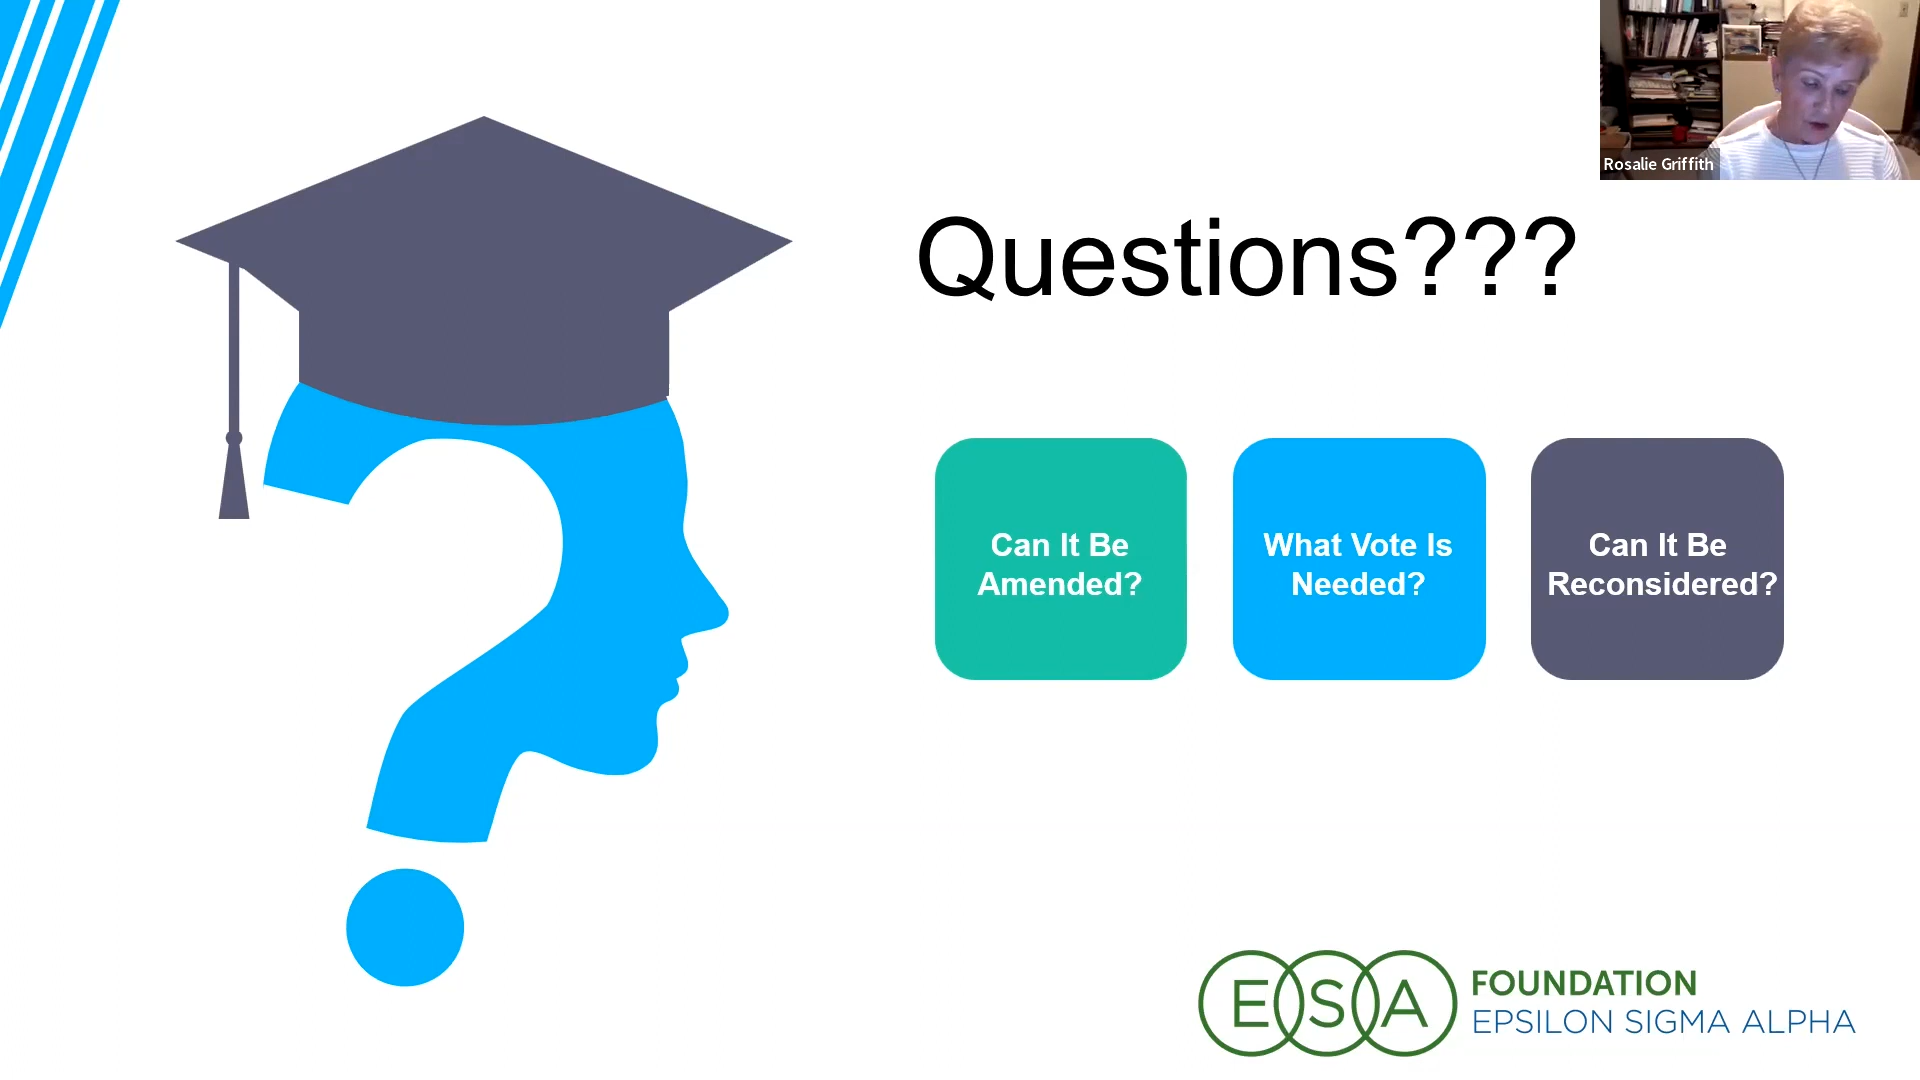 Rosalie Griffith
Questions???
Can It Be
Amended?
What Vote Is
Needed?
Can It Be
Reconsidered?
ESA
FOUNDATION
EPSILON SIGMA ALPHA